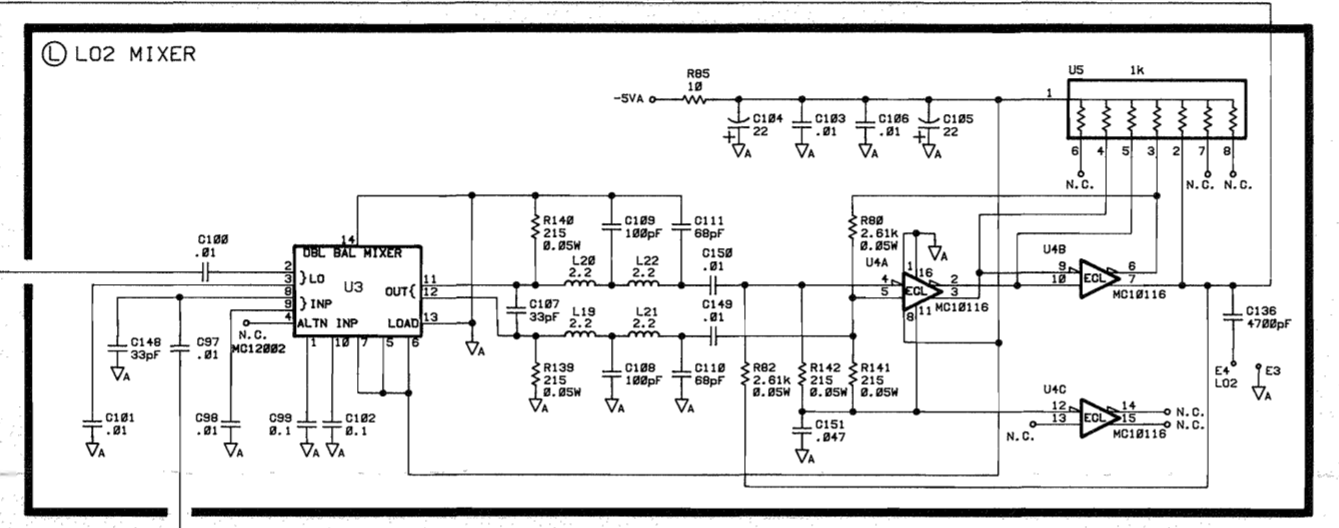 Ⓛ LO2 MIXER
R85
10
-5VA
C104
22
+
A
C103
.01
A
C106
.01
A
C105
22
+
A
U5
1k
1
6
4
5
3
2
7
8
N.C.
N.C.
N.C.
C100
.01
14
DBL BAL MIXER
2
3
}LO
8
9
}INP
4
ALTN INP
U3
OUT{
11
12
LOAD
13
N.C.
MC12002
1
10
7
5
6
A
C148
33pF
A
C97
.01
C101
.01
A
C98
.01
A
C99
0.1
A
C102
0.1
A
R140
215
0.05W
C109
100pF
C111
68pF
C150
.01
L20
2.2
L22
2.2
C107
33pF
L19
2.2
L21
2.2
C149
.01
R139
215
0.05W
A
C108
100pF
A
C110
68pF
A
R80
2.61k
0.05W
U4A
1
16
A
4
5
ECL
2
3
MC10116
8
11
R82
2.61k
0.05W
R142
215
0.05W
R141
215
0.05W
C151
.047
A
U4B
9
10
ECL
6
7
MC10116
C136
4700pF
E4
LO2
E3
A
U4C
12
13
ECL
14
15
MC10116
N.C.
N.C.
N.C.